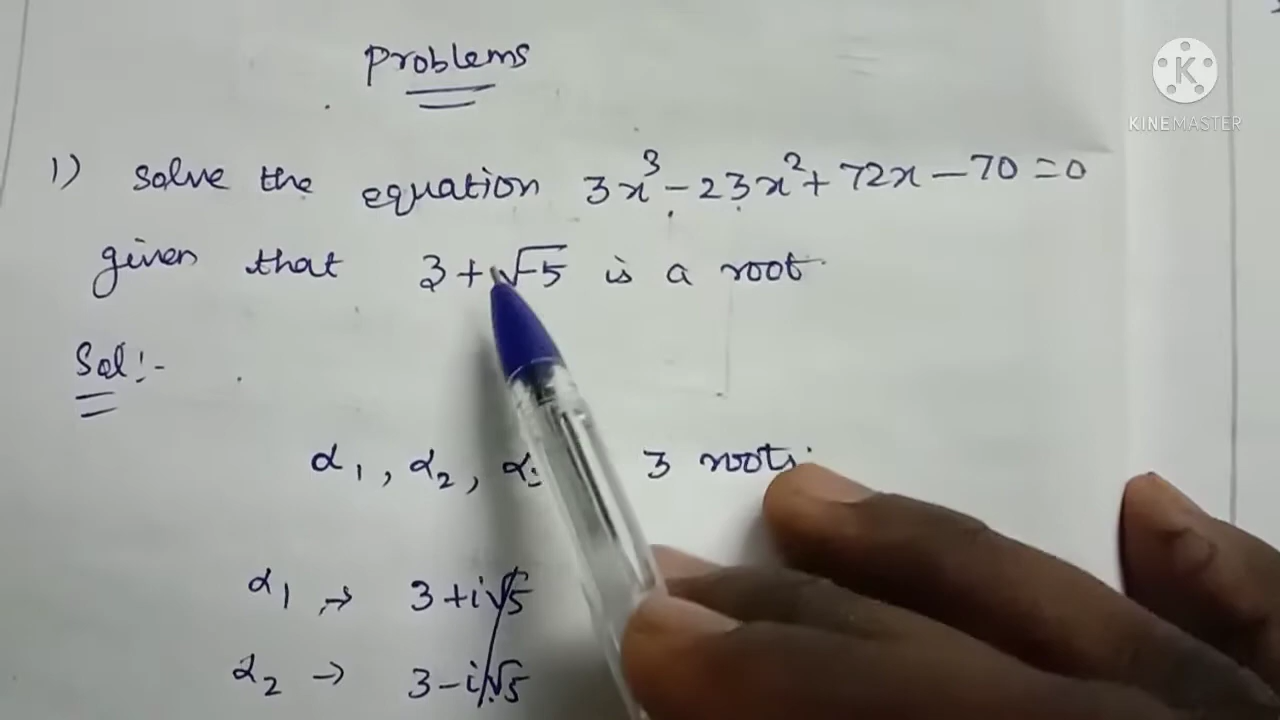 Problems
KINEMASTER
1) solve the equation 3x³ - 23x² + 72x - 70 = 0
given that 3 + √-5 is a root.
Sol :-
α₁, α₂, α 3 roots.
α₁ → 3 + i√5
α₂ → 3 - i√5